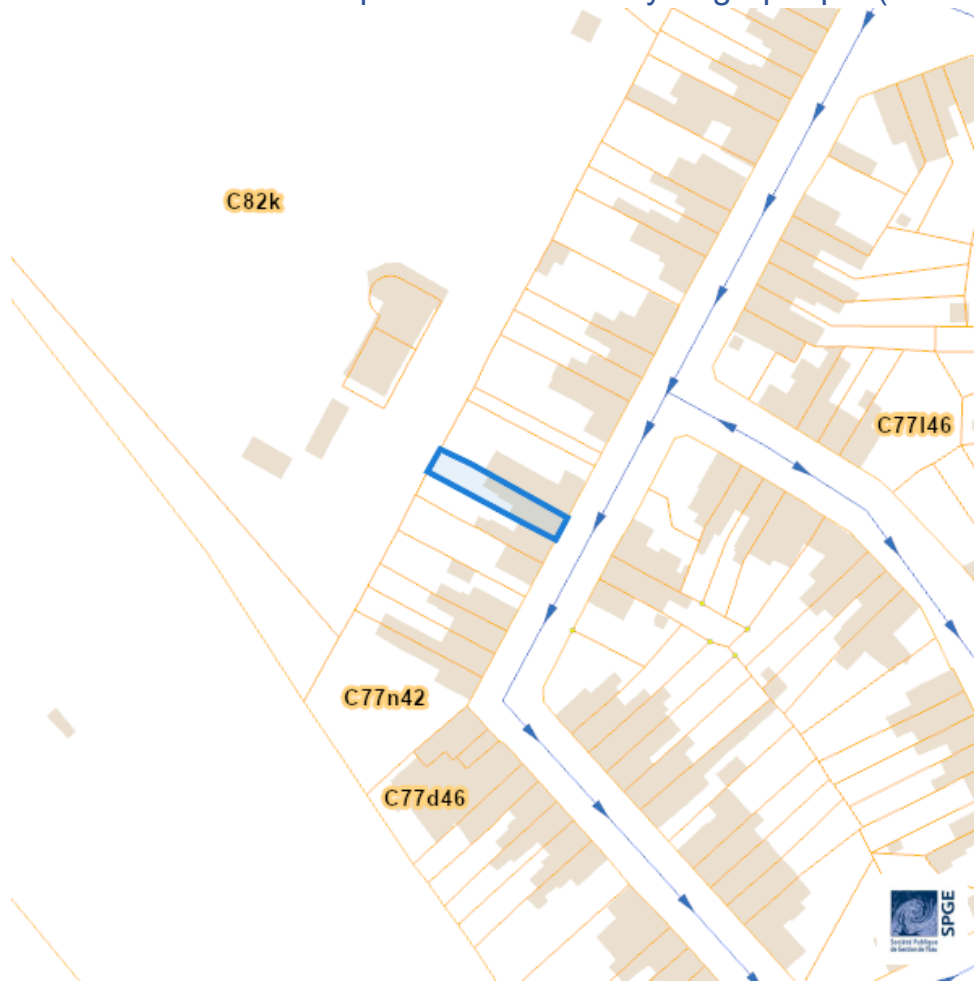 C82k
C77l46
C77n42
C77d46
SPGE
Société Publique
de Gestion de l'Eau